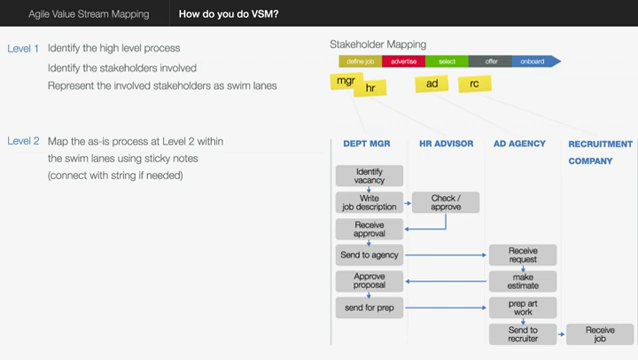 Agile Value Stream Mapping
How do you do VSM?
Level 1
Identify the high level process
Identify the stakeholders involved
Represent the involved stakeholders as swim lanes
Level 2
Map the as-is process at Level 2 within
the swim lanes using sticky notes
(connect with string if needed)
Stakeholder Mapping
define job
advertise
select
offer
onboard
mgr
hr
ad
rc
DEPT MGR
HR ADVISOR
AD AGENCY
RECRUITMENT
COMPANY
Identify
vacancy
Write
job description
Check /
approve
Receive
approval
Send to agency
Receive
request
Approve
proposal
make
estimate
send for prep
prep art
work
Send to
recruiter
Receive
job